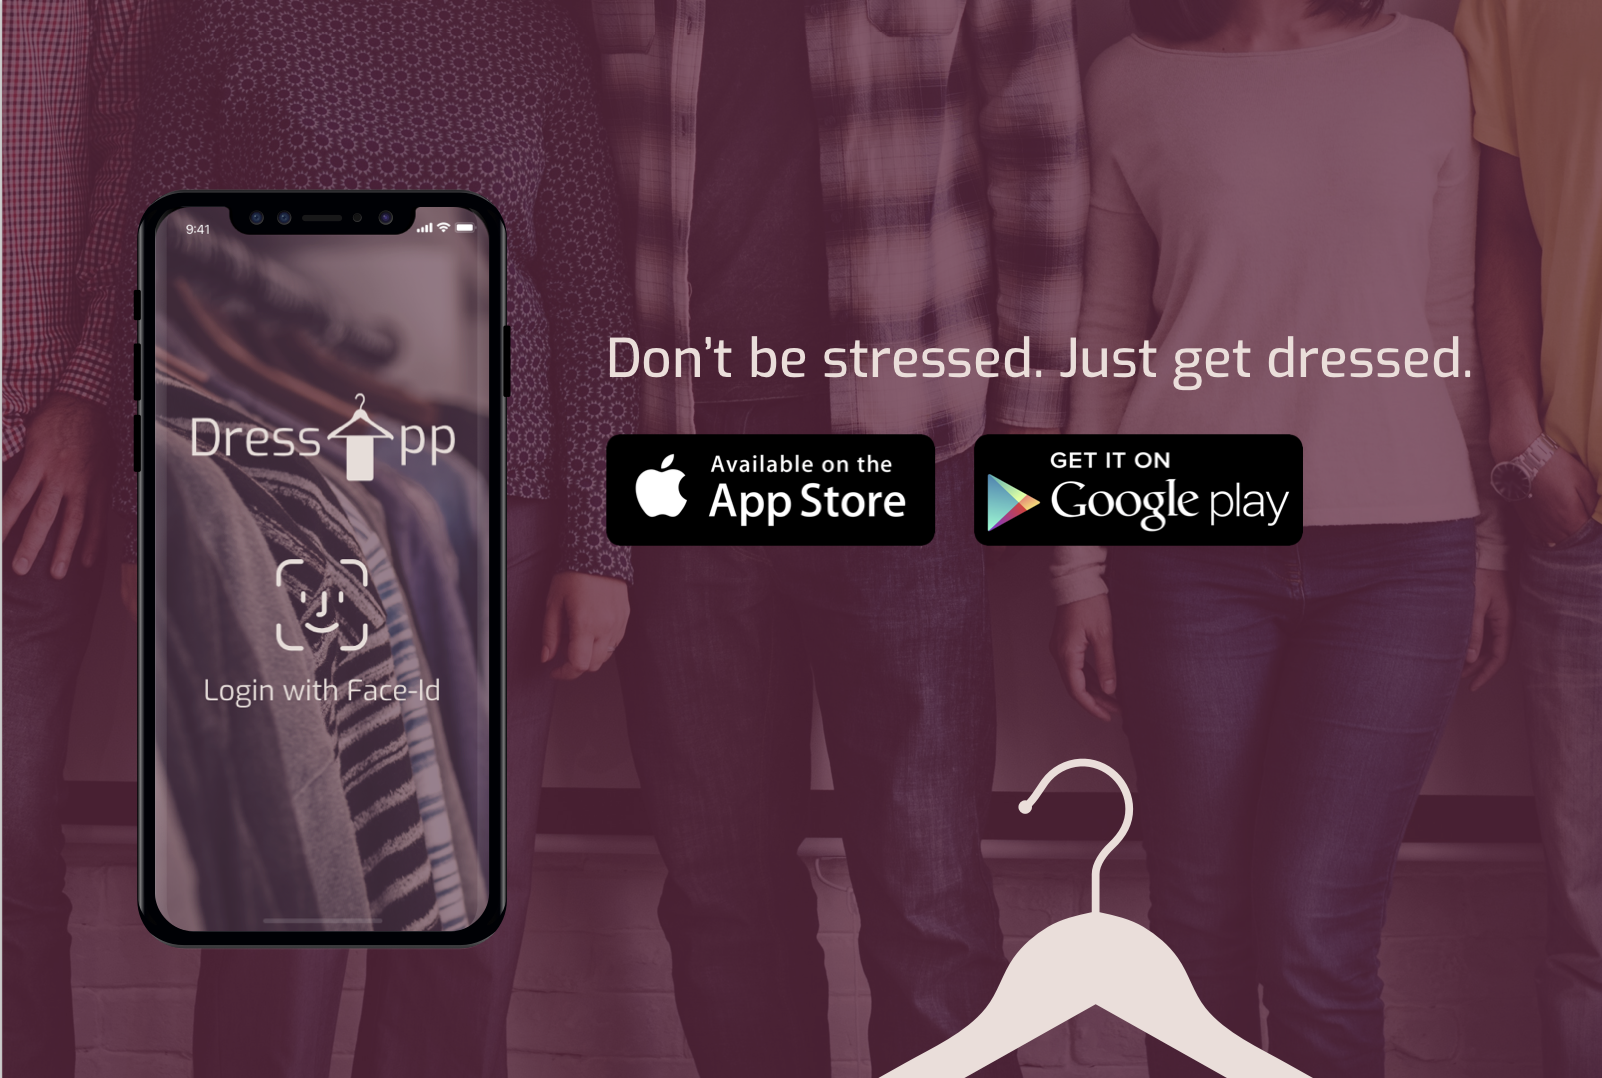 9:41
Dress pp
Login with Face-Id
Don't be stressed. Just get dressed.
Available on the
App Store
GET IT ON
Google play